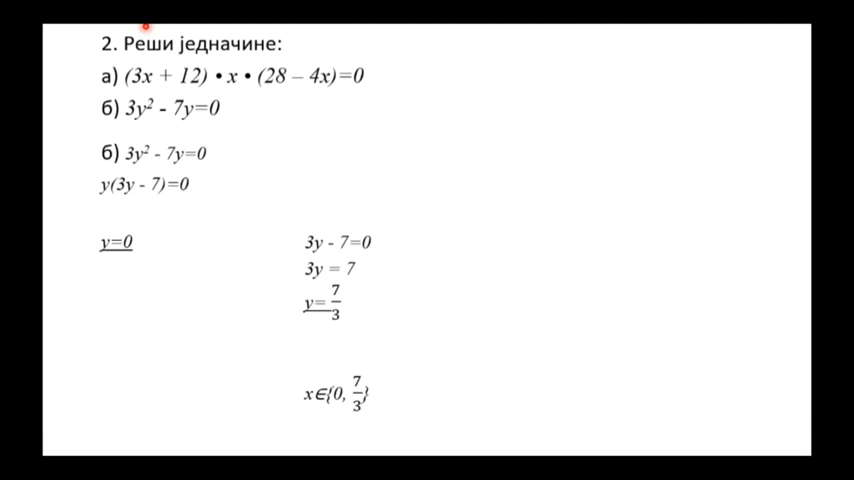 2. Реши једначине:
а) (3x + 12) • x • (28 – 4x)=0
б) 3y² - 7y=0
б) 3y² - 7y=0
y(3y - 7)=0
y=0
3y - 7=0
3y = 7
y= 7/3
x∈{0, 7/3}